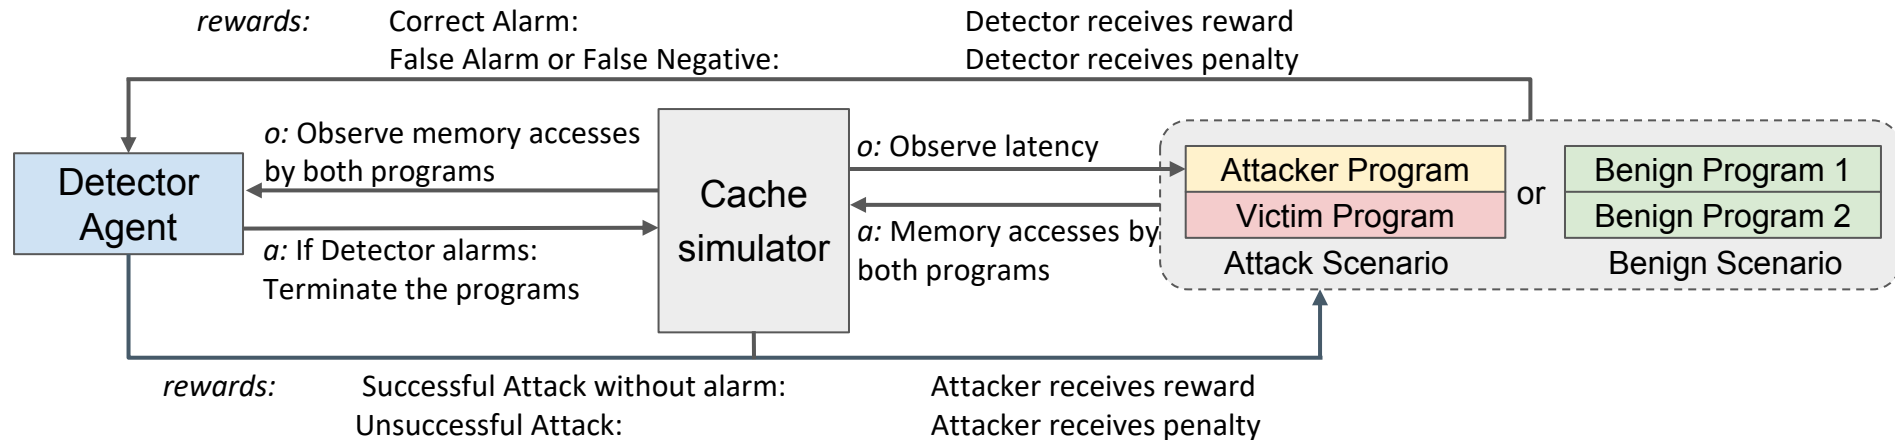 rewards: Correct Alarm: Detector receives reward
False Alarm or False Negative: Detector receives penalty
o: Observe memory accesses
by both programs
Detector
Agent
a: If Detector alarms:
Terminate the programs
Cache
simulator
o: Observe latency
a: Memory accesses by
both programs
Attacker Program
Victim Program
Attack Scenario
or
Benign Program 1
Benign Program 2
Benign Scenario
rewards: Successful Attack without alarm: Attacker receives reward
Unsuccessful Attack: Attacker receives penalty